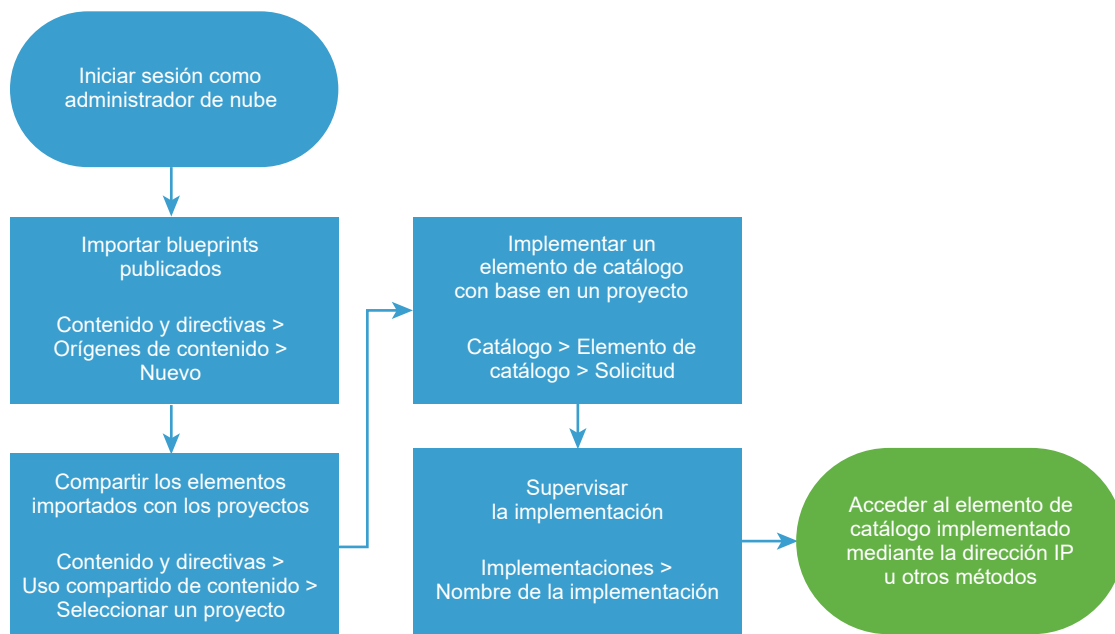 Iniciar sesión como
administrador de nube
Importar blueprints
publicados
Contenido y directivas >
Orígenes de contenido >
Nuevo
Compartir los elementos
importados con los proyectos
Contenido y directivas >
Uso compartido de contenido >
Seleccionar un proyecto
Implementar un
elemento de catálogo
con base en un proyecto
Catálogo > Elemento de
catálogo > Solicitud
Supervisar
la implementación
Implementaciones >
Nombre de la implementación
Acceder al elemento de
catálogo implementado
mediante la dirección IP
u otros métodos